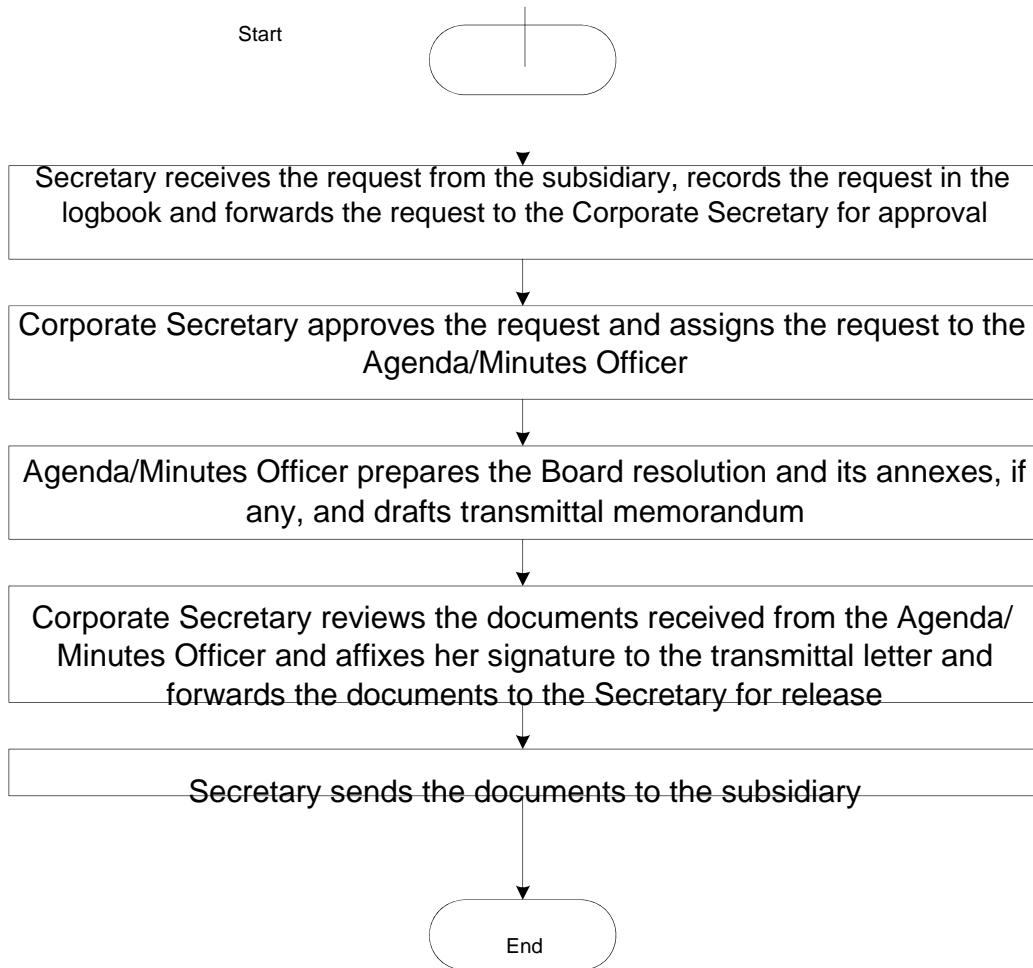 Start
Secretary receives the request from the subsidiary, records the request in the
logbook and forwards the request to the Corporate Secretary for approval
Corporate Secretary approves the request and assigns the request to the
Agenda/Minutes Officer
Agenda/Minutes Officer prepares the Board resolution and its annexes, if
any, and drafts transmittal memorandum
Corporate Secretary reviews the documents received from the Agenda/
Minutes Officer and affixes her signature to the transmittal letter and
forwards the documents to the Secretary for release
Secretary sends the documents to the subsidiary
End